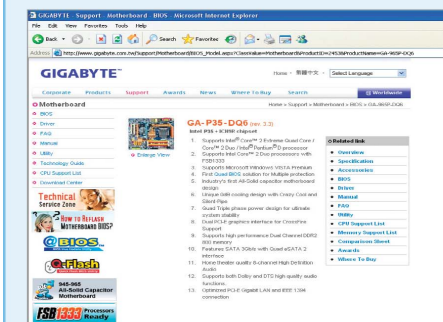 GIGABYTE - Support - Motherboard - BIOS - Microsoft Internet Explorer
File Edit View Favorites Tools Help
Back Search Favorites
Address http://www.gigabyte.com.tw/Support/Motherboard/BIOS_Model.aspx?ClassValue=Motherboard&ProductID=2453&ProductName=GA-965P-DQ6
GIGABYTE™
Home - 繁體中文 - Select Language
Corporate Products Support Awards News Where To Buy Search Worldwide
Motherboard
Home > Support > Motherboard > BIOS > GA-965P-DQ6
BIOS
Driver
FAQ
Manual
Utility
Technology Guide
CPU Support List
Download Center
Technical
Service Zone
How to Reflash
Motherboard BIOS?
@BIOS
Q-Flash
945-965
All-Solid Capacitor
Motherboard
FSB1333 Processors
Ready
Enlarge View
GA-P35-DQ6
Intel P35 + ICH9R chipset
1. Supports Intel® Core™ 2 Extreme Quad Core /
Core™ 2 Duo / Intel® Pentium® D processor
2. Supports Intel Core™ 2 Duo processors with
FSB1333
3. Supports Microsoft Windows VISTA Premium
4. First Quad BIOS solution for Multiple protection
5. Industry's first All-Solid capacitor motherboard
design
6. Unique G80 cooling design with Crazy Cool and
Silent-Pipe
7. Quad Triple phase power design for ultimate
system stability
8. Dual PCI-E graphics interface for CrossFire
Support
9. Supports high performance Dual Channel DDR2
800 memory
10. Features SATA 3Gb/s with Quad eSATA 2
interface
11. Home theater quality 8-channel High Definition
Audio
12. Supports both Dolby and DTS high quality audio
functions
13. Optimized PCI-E Gigabit LAN and IEEE 1394
connection
Related link
Overview
Specification
Accessories
BIOS
Driver
Manual
FAQ
Utility
CPU Support List
Memory Support List
Comparison Sheet
Awards
Where To Buy